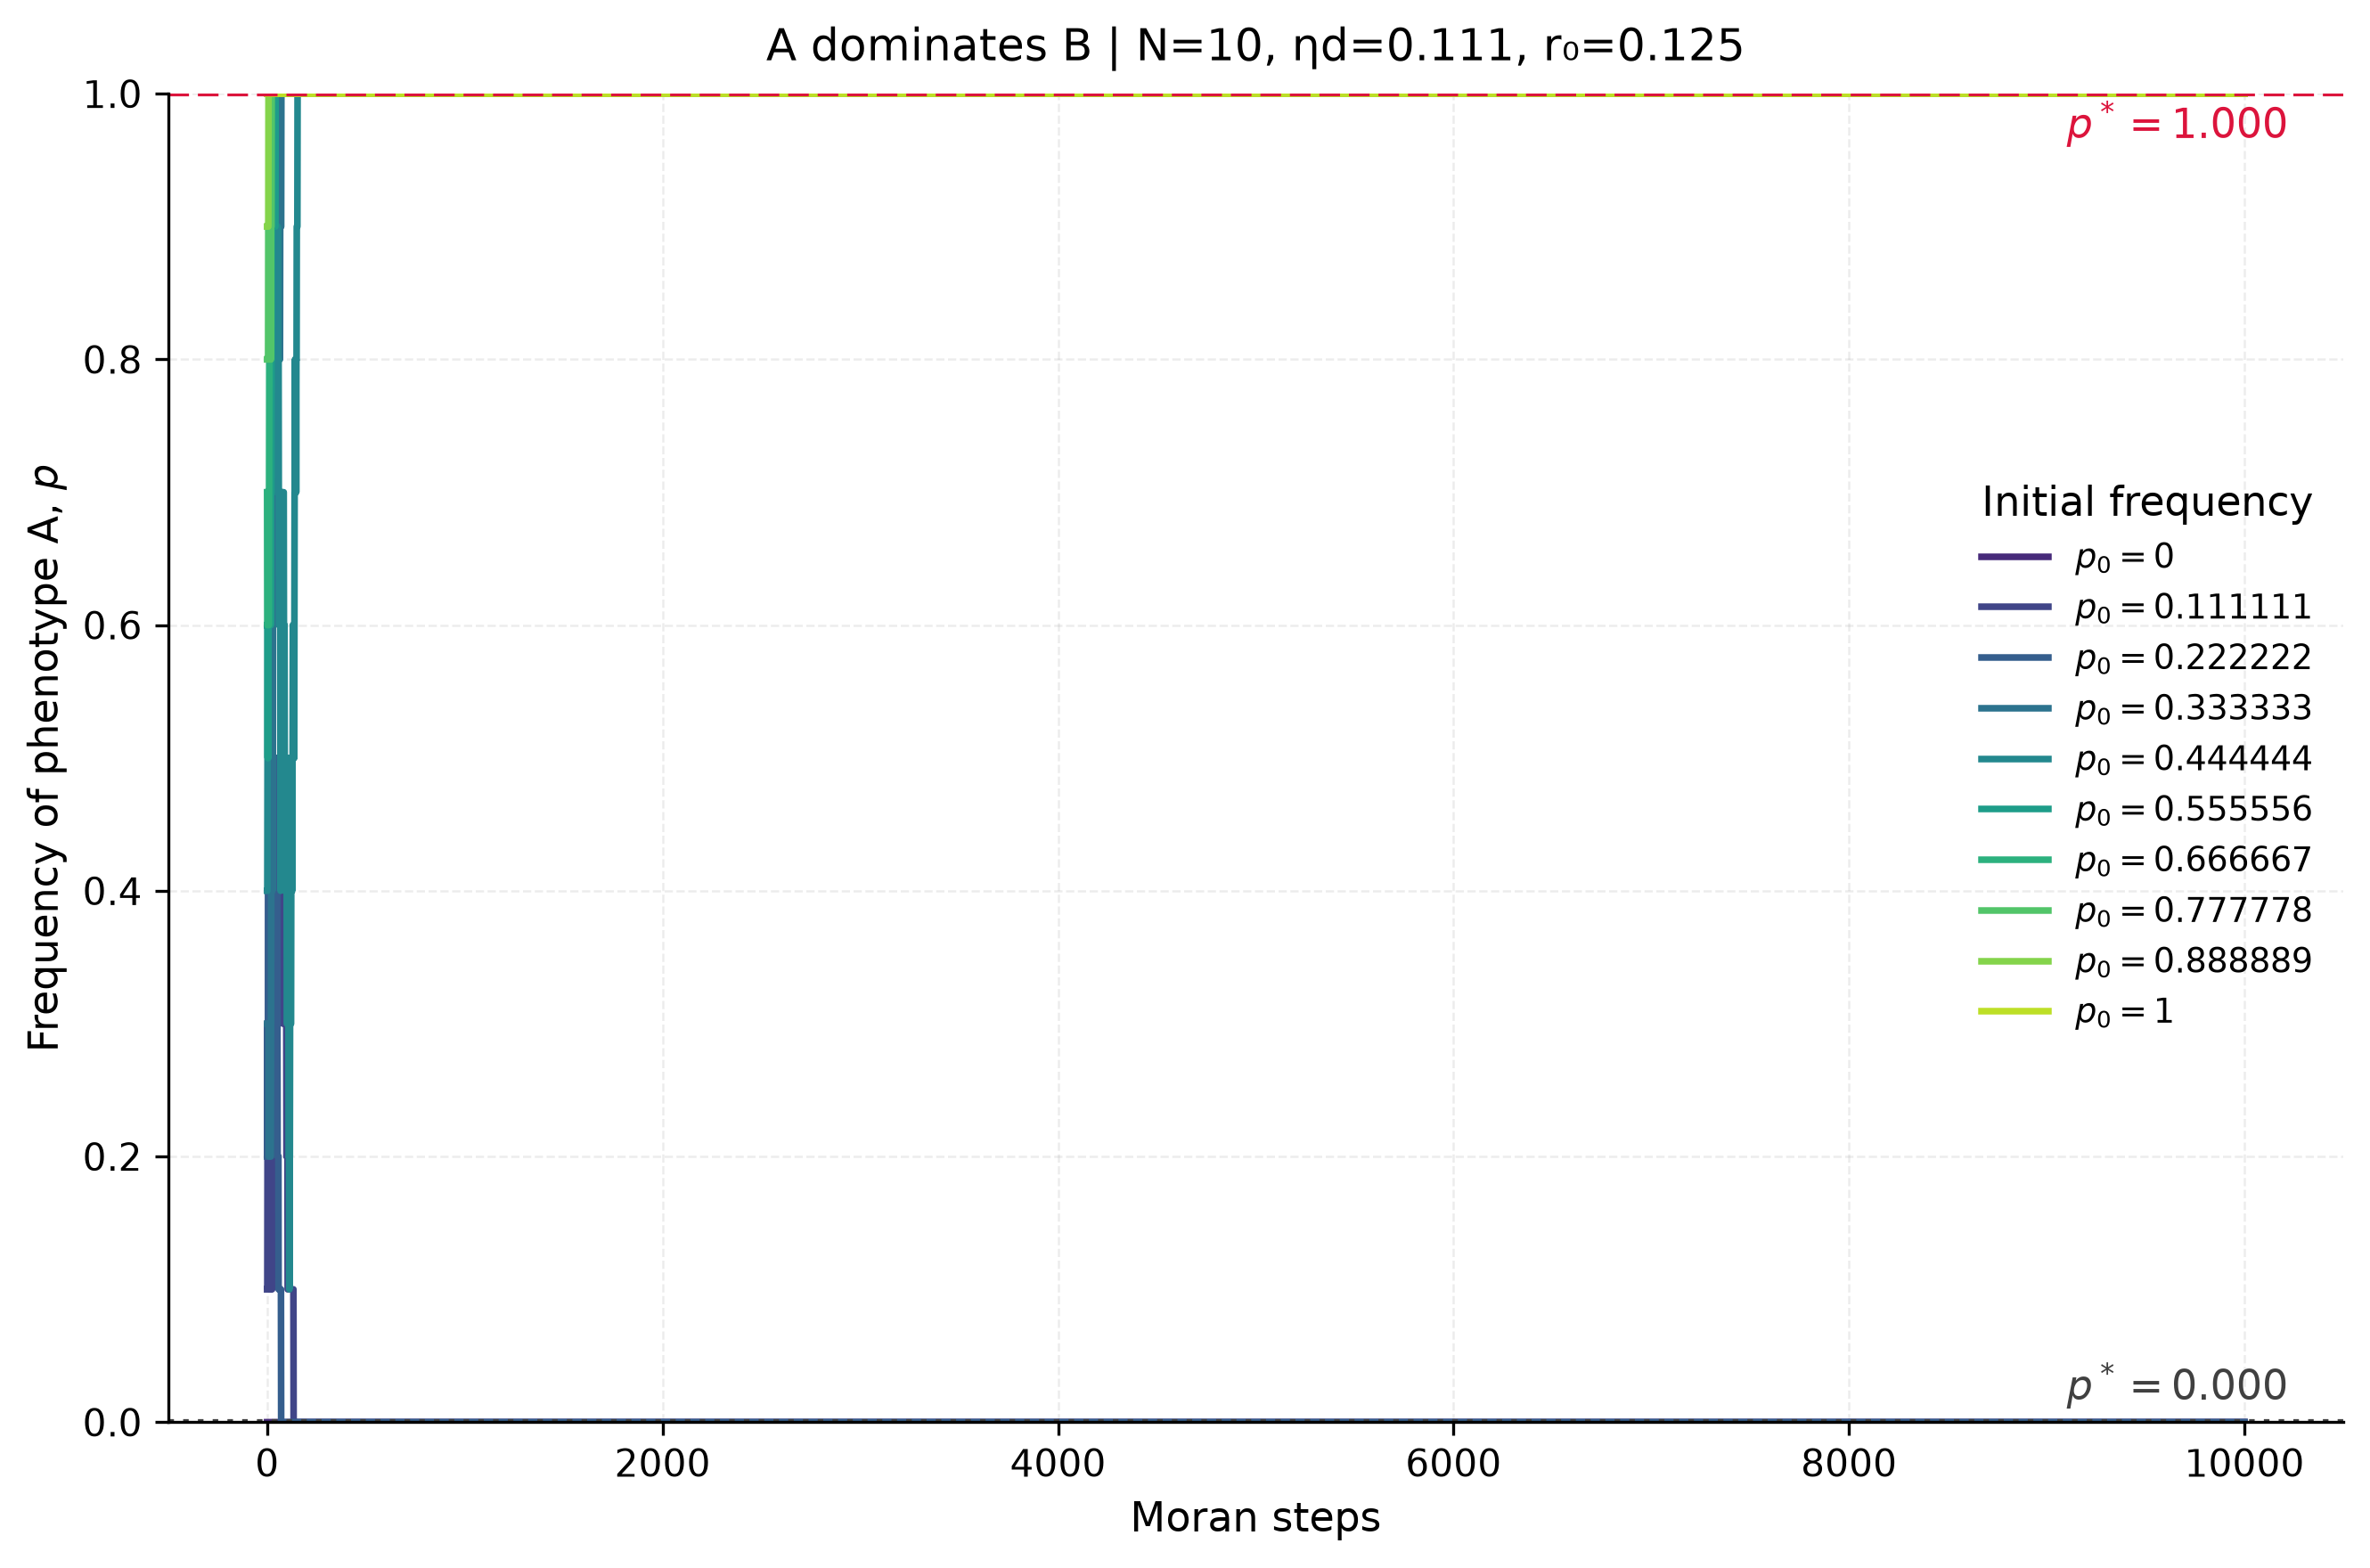 A dominates B | N=10, ηd=0.111, r₀=0.125
1.0
0.8
0.6
0.4
0.2
0.0
Frequency of phenotype A, p
p* = 1.000
Initial frequency
p₀ = 0
p₀ = 0.111111
p₀ = 0.222222
p₀ = 0.333333
p₀ = 0.444444
p₀ = 0.555556
p₀ = 0.666667
p₀ = 0.777778
p₀ = 0.888889
p₀ = 1
p* = 0.000
0 2000 4000 6000 8000 10000
Moran steps